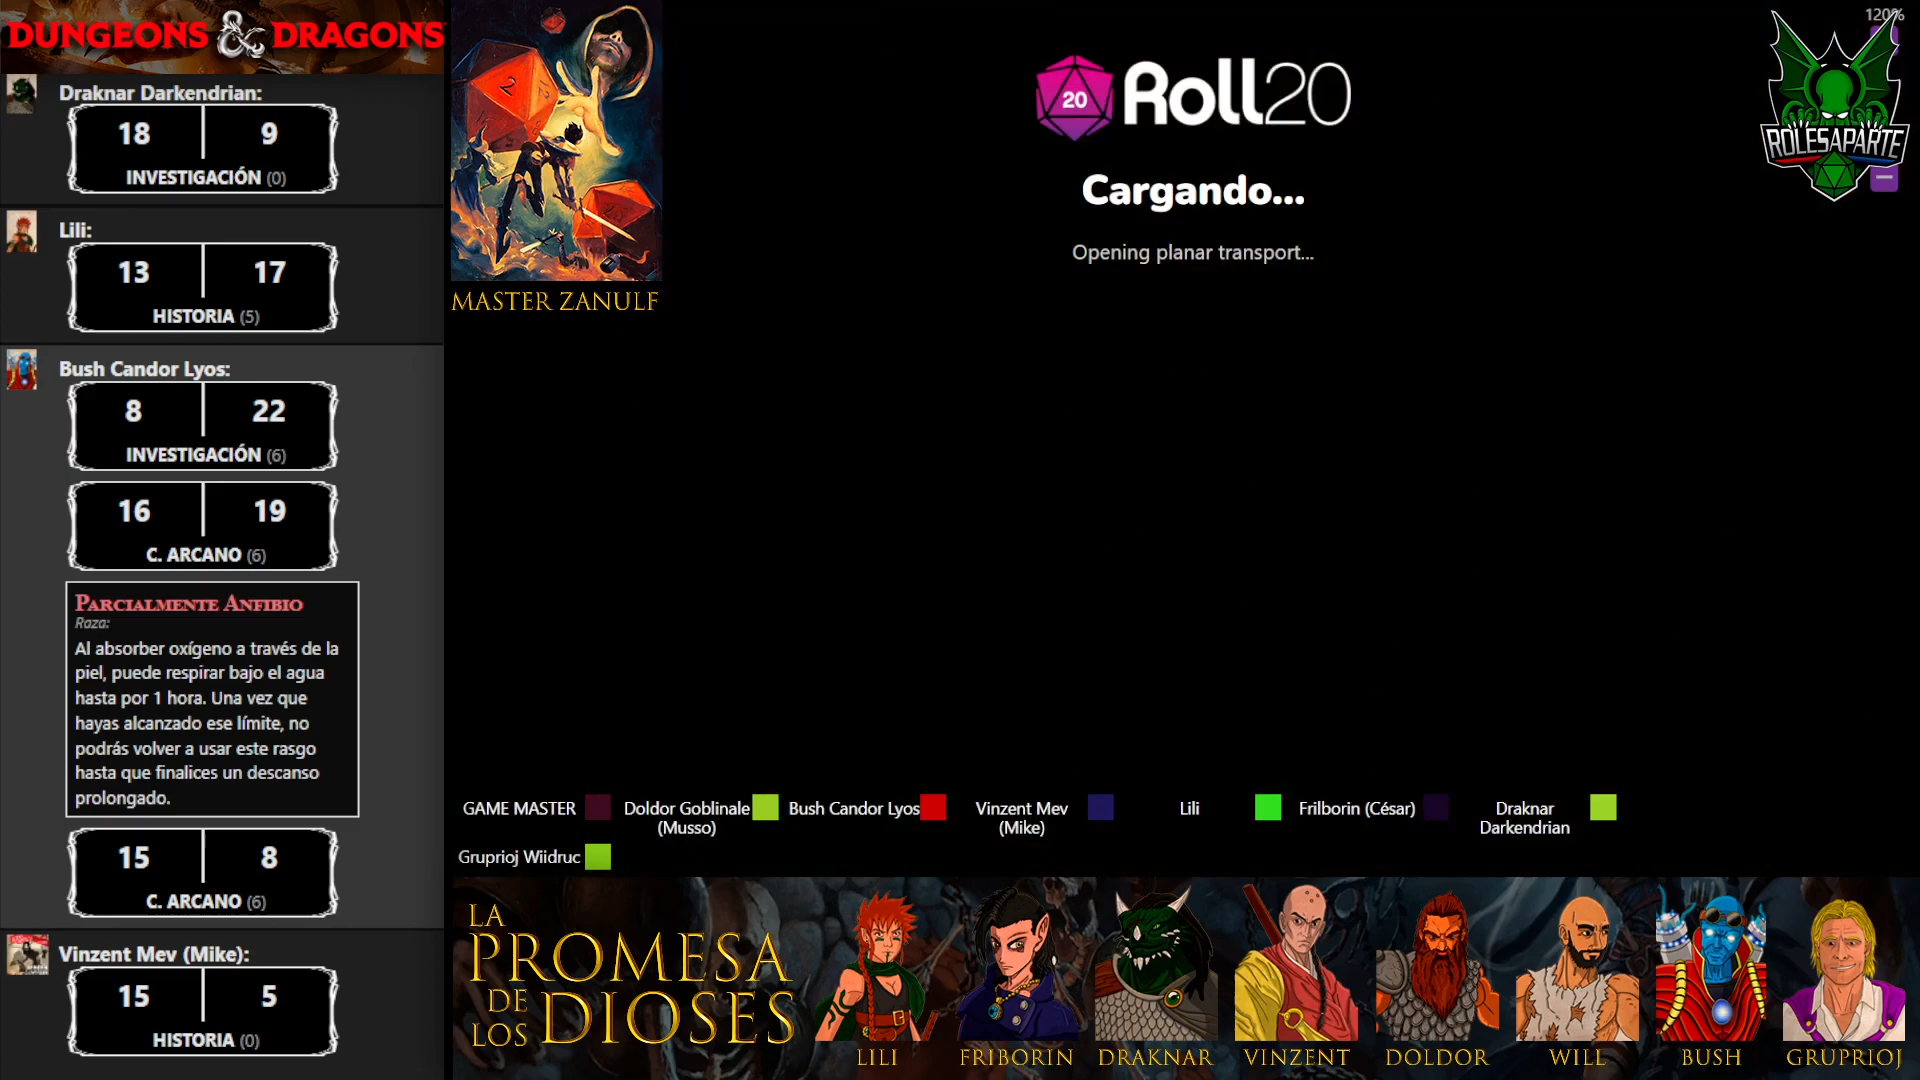 DUNGEONS & DRAGONS
Draknar Darkendrian:
18 9
INVESTIGACIÓN (0)
Lili:
13 17
HISTORIA (5)
Bush Candor Lyos:
8 22
INVESTIGACIÓN (6)
16 19
C. ARCANO (6)
PARCIALMENTE ANFIBIO
Raza:
Al absorber oxígeno a través de la
piel, puede respirar bajo el agua
hasta por 1 hora. Una vez que
hayas alcanzado ese límite, no
podrás volver a usar este rasgo
hasta que finalices un descanso
prolongado.
15 8
C. ARCANO (6)
Vinzent Mev (Mike):
15 5
HISTORIA (0)
2
MASTER ZANULF
20
Roll20
Cargando...
Opening planar transport...
120%
ROLESAPARTE
GAME MASTER
Doldor Goblinale
(Musso)
Bush Candor Lyos
Vinzent Mev
(Mike)
Lili
Frilborin (César)
Draknar
Darkendrian
Gruprioj Wiidruc
LA
PROMESA
DE
LOS DIOSES
LILI
FRIBORIN
DRAKNAR
VINZENT
DOLDOR
WILL
BUSH
GRUPRIOJ